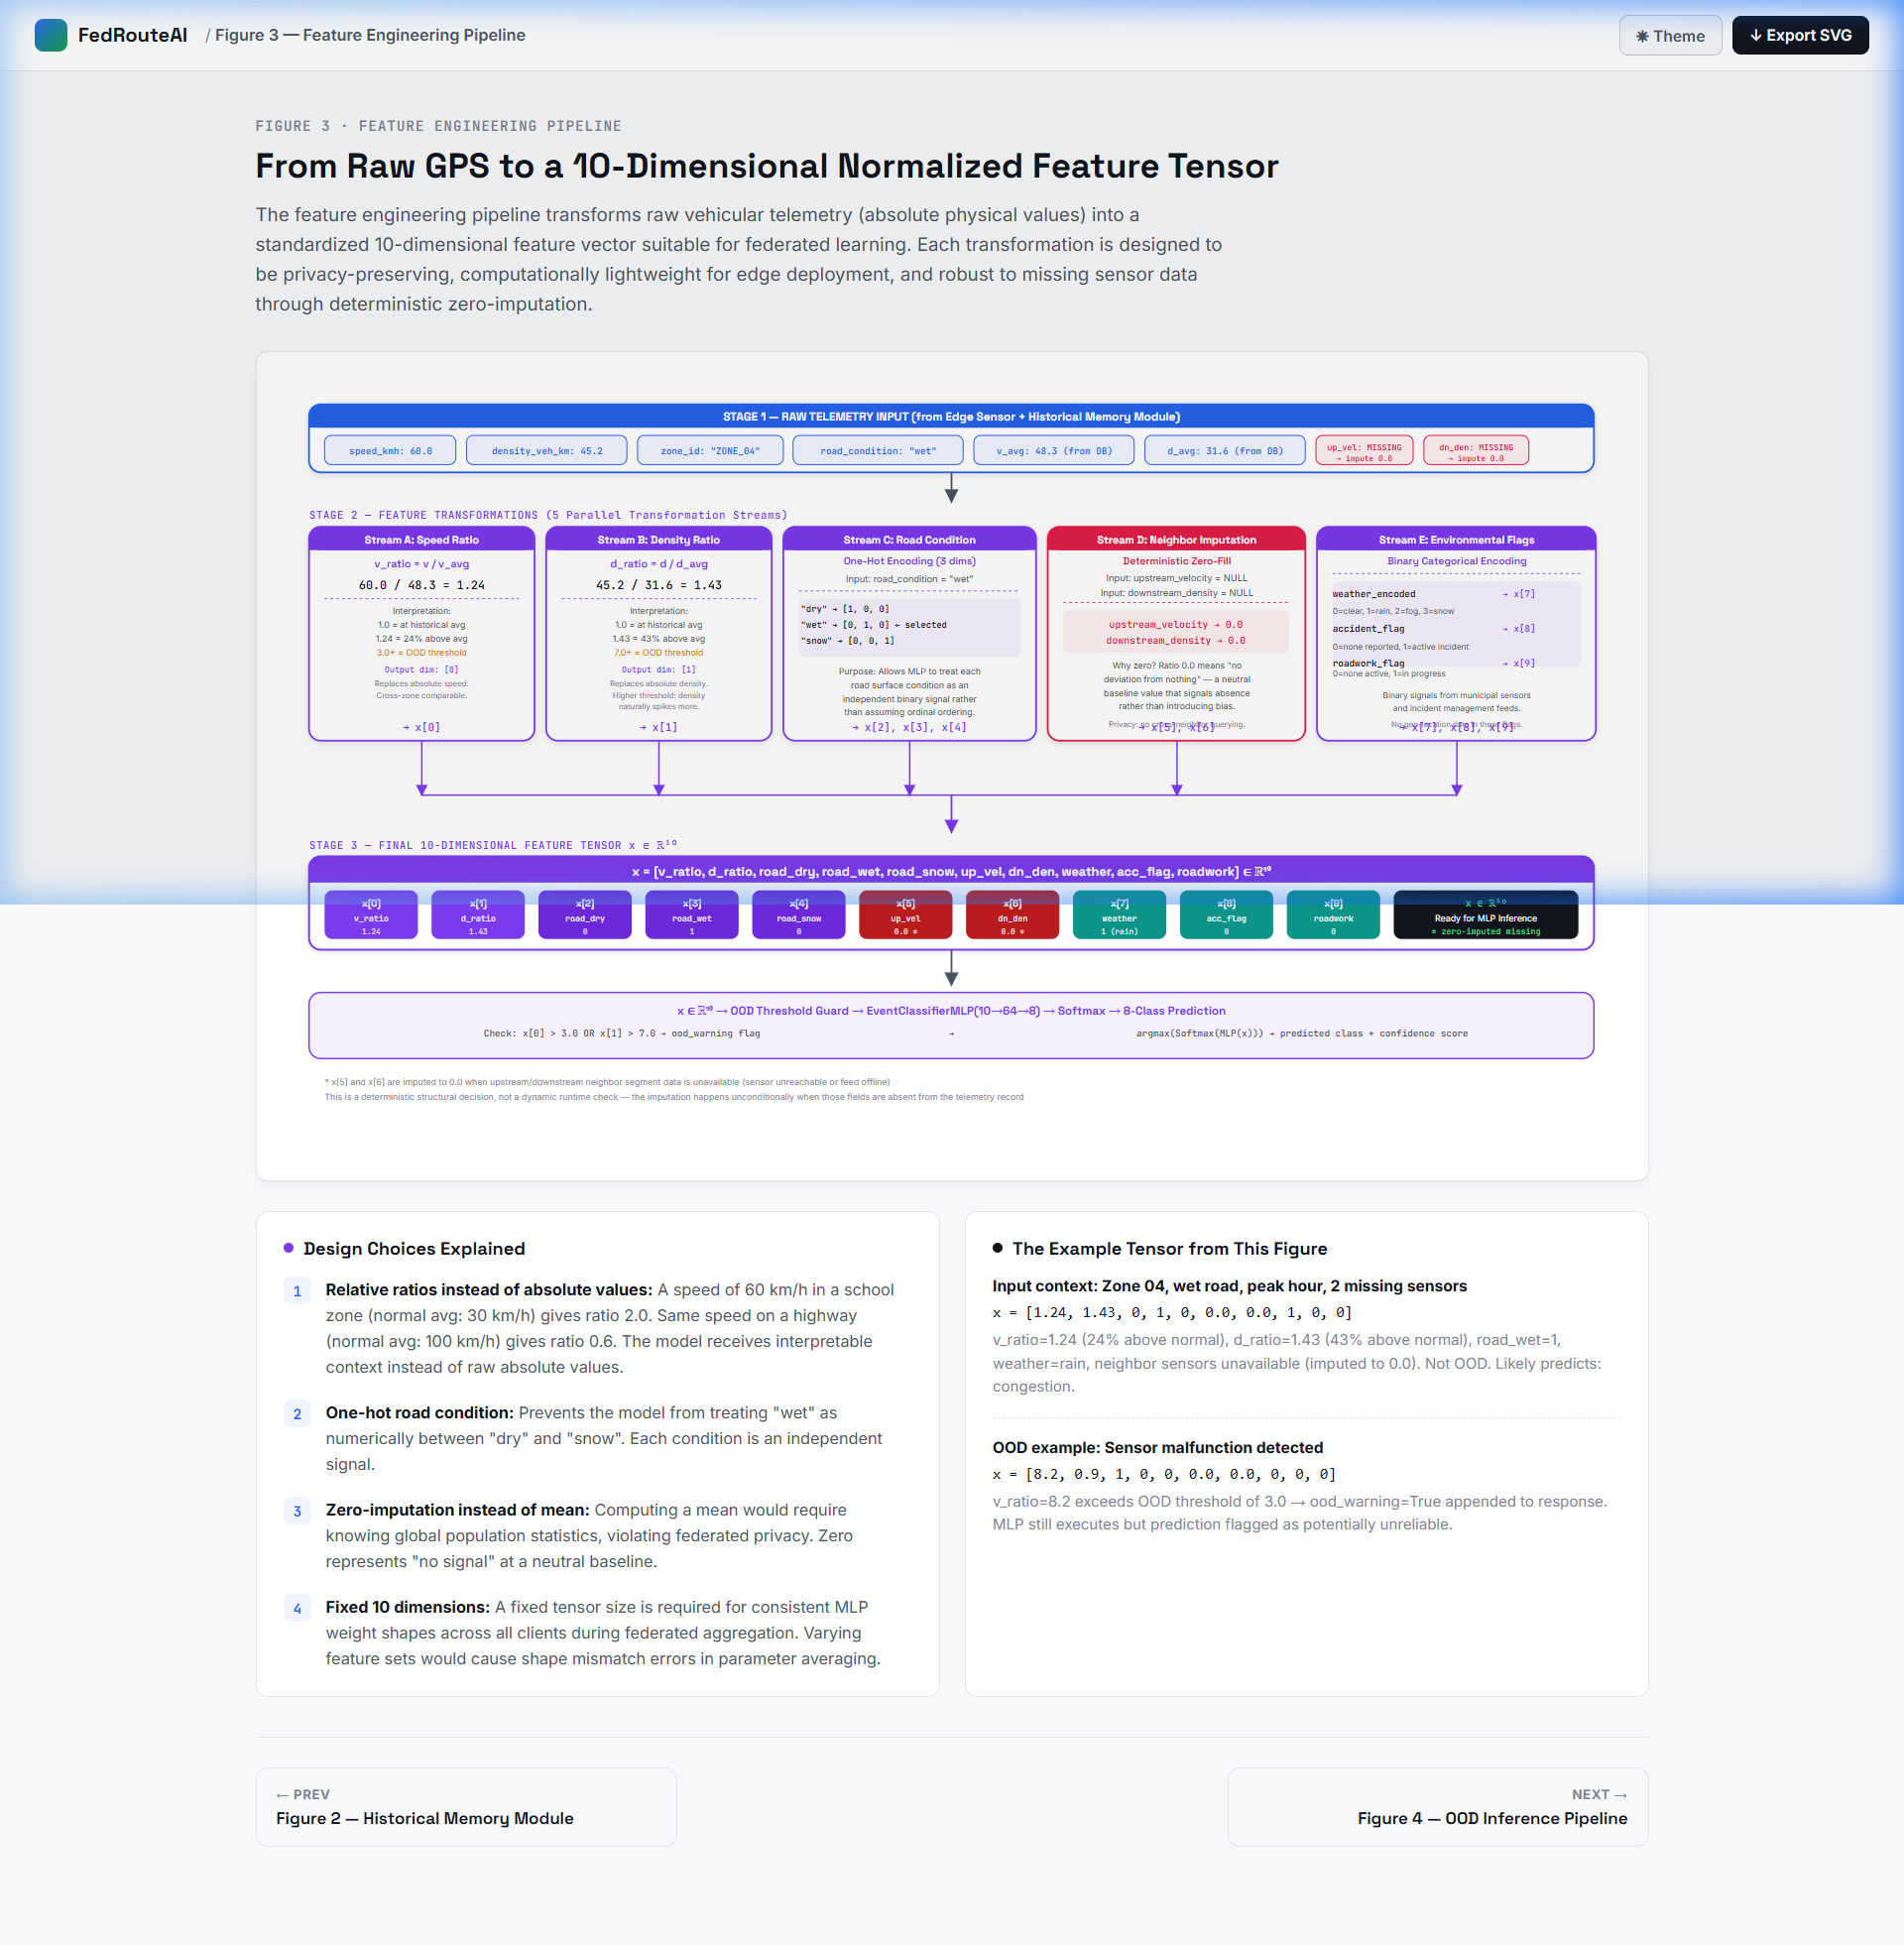 FedRouteAI / Figure 3 — Feature Engineering Pipeline
☀ Theme
↓ Export SVG
FIGURE 3 · FEATURE ENGINEERING PIPELINE
From Raw GPS to a 10-Dimensional Normalized Feature Tensor
The feature engineering pipeline transforms raw vehicular telemetry (absolute physical values) into a
standardized 10-dimensional feature vector suitable for federated learning. Each transformation is designed to
be privacy-preserving, computationally lightweight for edge deployment, and robust to missing sensor data
through deterministic zero-imputation.
STAGE 1 — RAW TELEMETRY INPUT (from Edge Sensor + Historical Memory Module)
speed_kmh: 60.0
density_veh_km: 45.2
zone_id: "ZONE_04"
road_condition: "wet"
v_avg: 48.3 (from DB)
d_avg: 31.6 (from DB)
up_vel: MISSING
→ impute 0.0
dn_den: MISSING
→ impute 0.0
STAGE 2 — FEATURE TRANSFORMATIONS (5 Parallel Transformation Streams)
Stream A: Speed Ratio
v_ratio = v / v_avg
60.0 / 48.3 = 1.24
Interpretation:
1.0 = at historical avg
1.24 = 24% above avg
3.0+ = OOD threshold
Output dim: [0]
Replaces absolute speed.
Cross-zone comparable.
→ x[0]
Stream B: Density Ratio
d_ratio = d / d_avg
45.2 / 31.6 = 1.43
Interpretation:
1.0 = at historical avg
1.43 = 43% above avg
7.0+ = OOD threshold
Output dim: [1]
Replaces absolute density.
Higher threshold: density
naturally spikes more.
→ x[1]
Stream C: Road Condition
One-Hot Encoding (3 dims)
Input: road_condition = "wet"
"dry" → [1, 0, 0]
"wet" → [0, 1, 0] ← selected
"snow" → [0, 0, 1]
Purpose: Allows MLP to treat each
road surface condition as an
independent binary signal rather
than assuming ordinal ordering.
→ x[2], x[3], x[4]
Stream D: Neighbor Imputation
Deterministic Zero-Fill
Input: upstream_velocity = NULL
Input: downstream_density = NULL
upstream_velocity → 0.0
downstream_density → 0.0
Why zero? Ratio 0.0 means "no
deviation from nothing" — a neutral
baseline value that signals absence
rather than introducing bias.
Privacy: no cross-neighbor querying.
→ x[5], x[6]
Stream E: Environmental Flags
Binary Categorical Encoding
weather_encoded → x[7]
0=clear, 1=rain, 2=fog, 3=snow
accident_flag → x[8]
0=none reported, 1=active incident
roadwork_flag → x[9]
0=none active, 1=in progress
Binary signals from municipal sensors
and incident management feeds.
No geo-location data in these flags.
→ x[7], x[8], x[9]
STAGE 3 — FINAL 10-DIMENSIONAL FEATURE TENSOR x ∈ ℝ¹⁰
x = [v_ratio, d_ratio, road_dry, road_wet, road_snow, up_vel, dn_den, weather, acc_flag, roadwork] ∈ ℝ¹⁰
x[0]
v_ratio
1.24
x[1]
d_ratio
1.43
x[2]
road_dry
0
x[3]
road_wet
1
x[4]
road_snow
0
x[5]
up_vel
0.0 *
x[6]
dn_den
0.0 *
x[7]
weather
1 (rain)
x[8]
acc_flag
0
x[9]
roadwork
0
x ∈ ℝ¹⁰
Ready for MLP Inference
* zero-imputed missing
x ∈ ℝ¹⁰ → OOD Threshold Guard → EventClassifierMLP(10→64→8) → Softmax → 8-Class Prediction
Check: x[0] > 3.0 OR x[1] > 7.0 → ood_warning flag → argmax(Softmax(MLP(x))) → predicted class + confidence score
* x[5] and x[6] are imputed to 0.0 when upstream/downstream neighbor segment data is unavailable (sensor unreachable or feed offline)
This is a deterministic structural decision, not a dynamic runtime check — the imputation happens unconditionally when those fields are absent from the telemetry record
Design Choices Explained
1 Relative ratios instead of absolute values: A speed of 60 km/h in a school
zone (normal avg: 30 km/h) gives ratio 2.0. Same speed on a highway
(normal avg: 100 km/h) gives ratio 0.6. The model receives interpretable
context instead of raw absolute values.
2 One-hot road condition: Prevents the model from treating "wet" as
numerically between "dry" and "snow". Each condition is an independent
signal.
3 Zero-imputation instead of mean: Computing a mean would require
knowing global population statistics, violating federated privacy. Zero
represents "no signal" at a neutral baseline.
4 Fixed 10 dimensions: A fixed tensor size is required for consistent MLP
weight shapes across all clients during federated aggregation. Varying
feature sets would cause shape mismatch errors in parameter averaging.
The Example Tensor from This Figure
Input context: Zone 04, wet road, peak hour, 2 missing sensors
x = [1.24, 1.43, 0, 1, 0, 0.0, 0.0, 1, 0, 0]
v_ratio=1.24 (24% above normal), d_ratio=1.43 (43% above normal), road_wet=1,
weather=rain, neighbor sensors unavailable (imputed to 0.0). Not OOD. Likely predicts:
congestion.
OOD example: Sensor malfunction detected
x = [8.2, 0.9, 1, 0, 0, 0.0, 0.0, 0, 0, 0]
v_ratio=8.2 exceeds OOD threshold of 3.0 → ood_warning=True appended to response.
MLP still executes but prediction flagged as potentially unreliable.
← PREV
Figure 2 — Historical Memory Module
NEXT →
Figure 4 — OOD Inference Pipeline